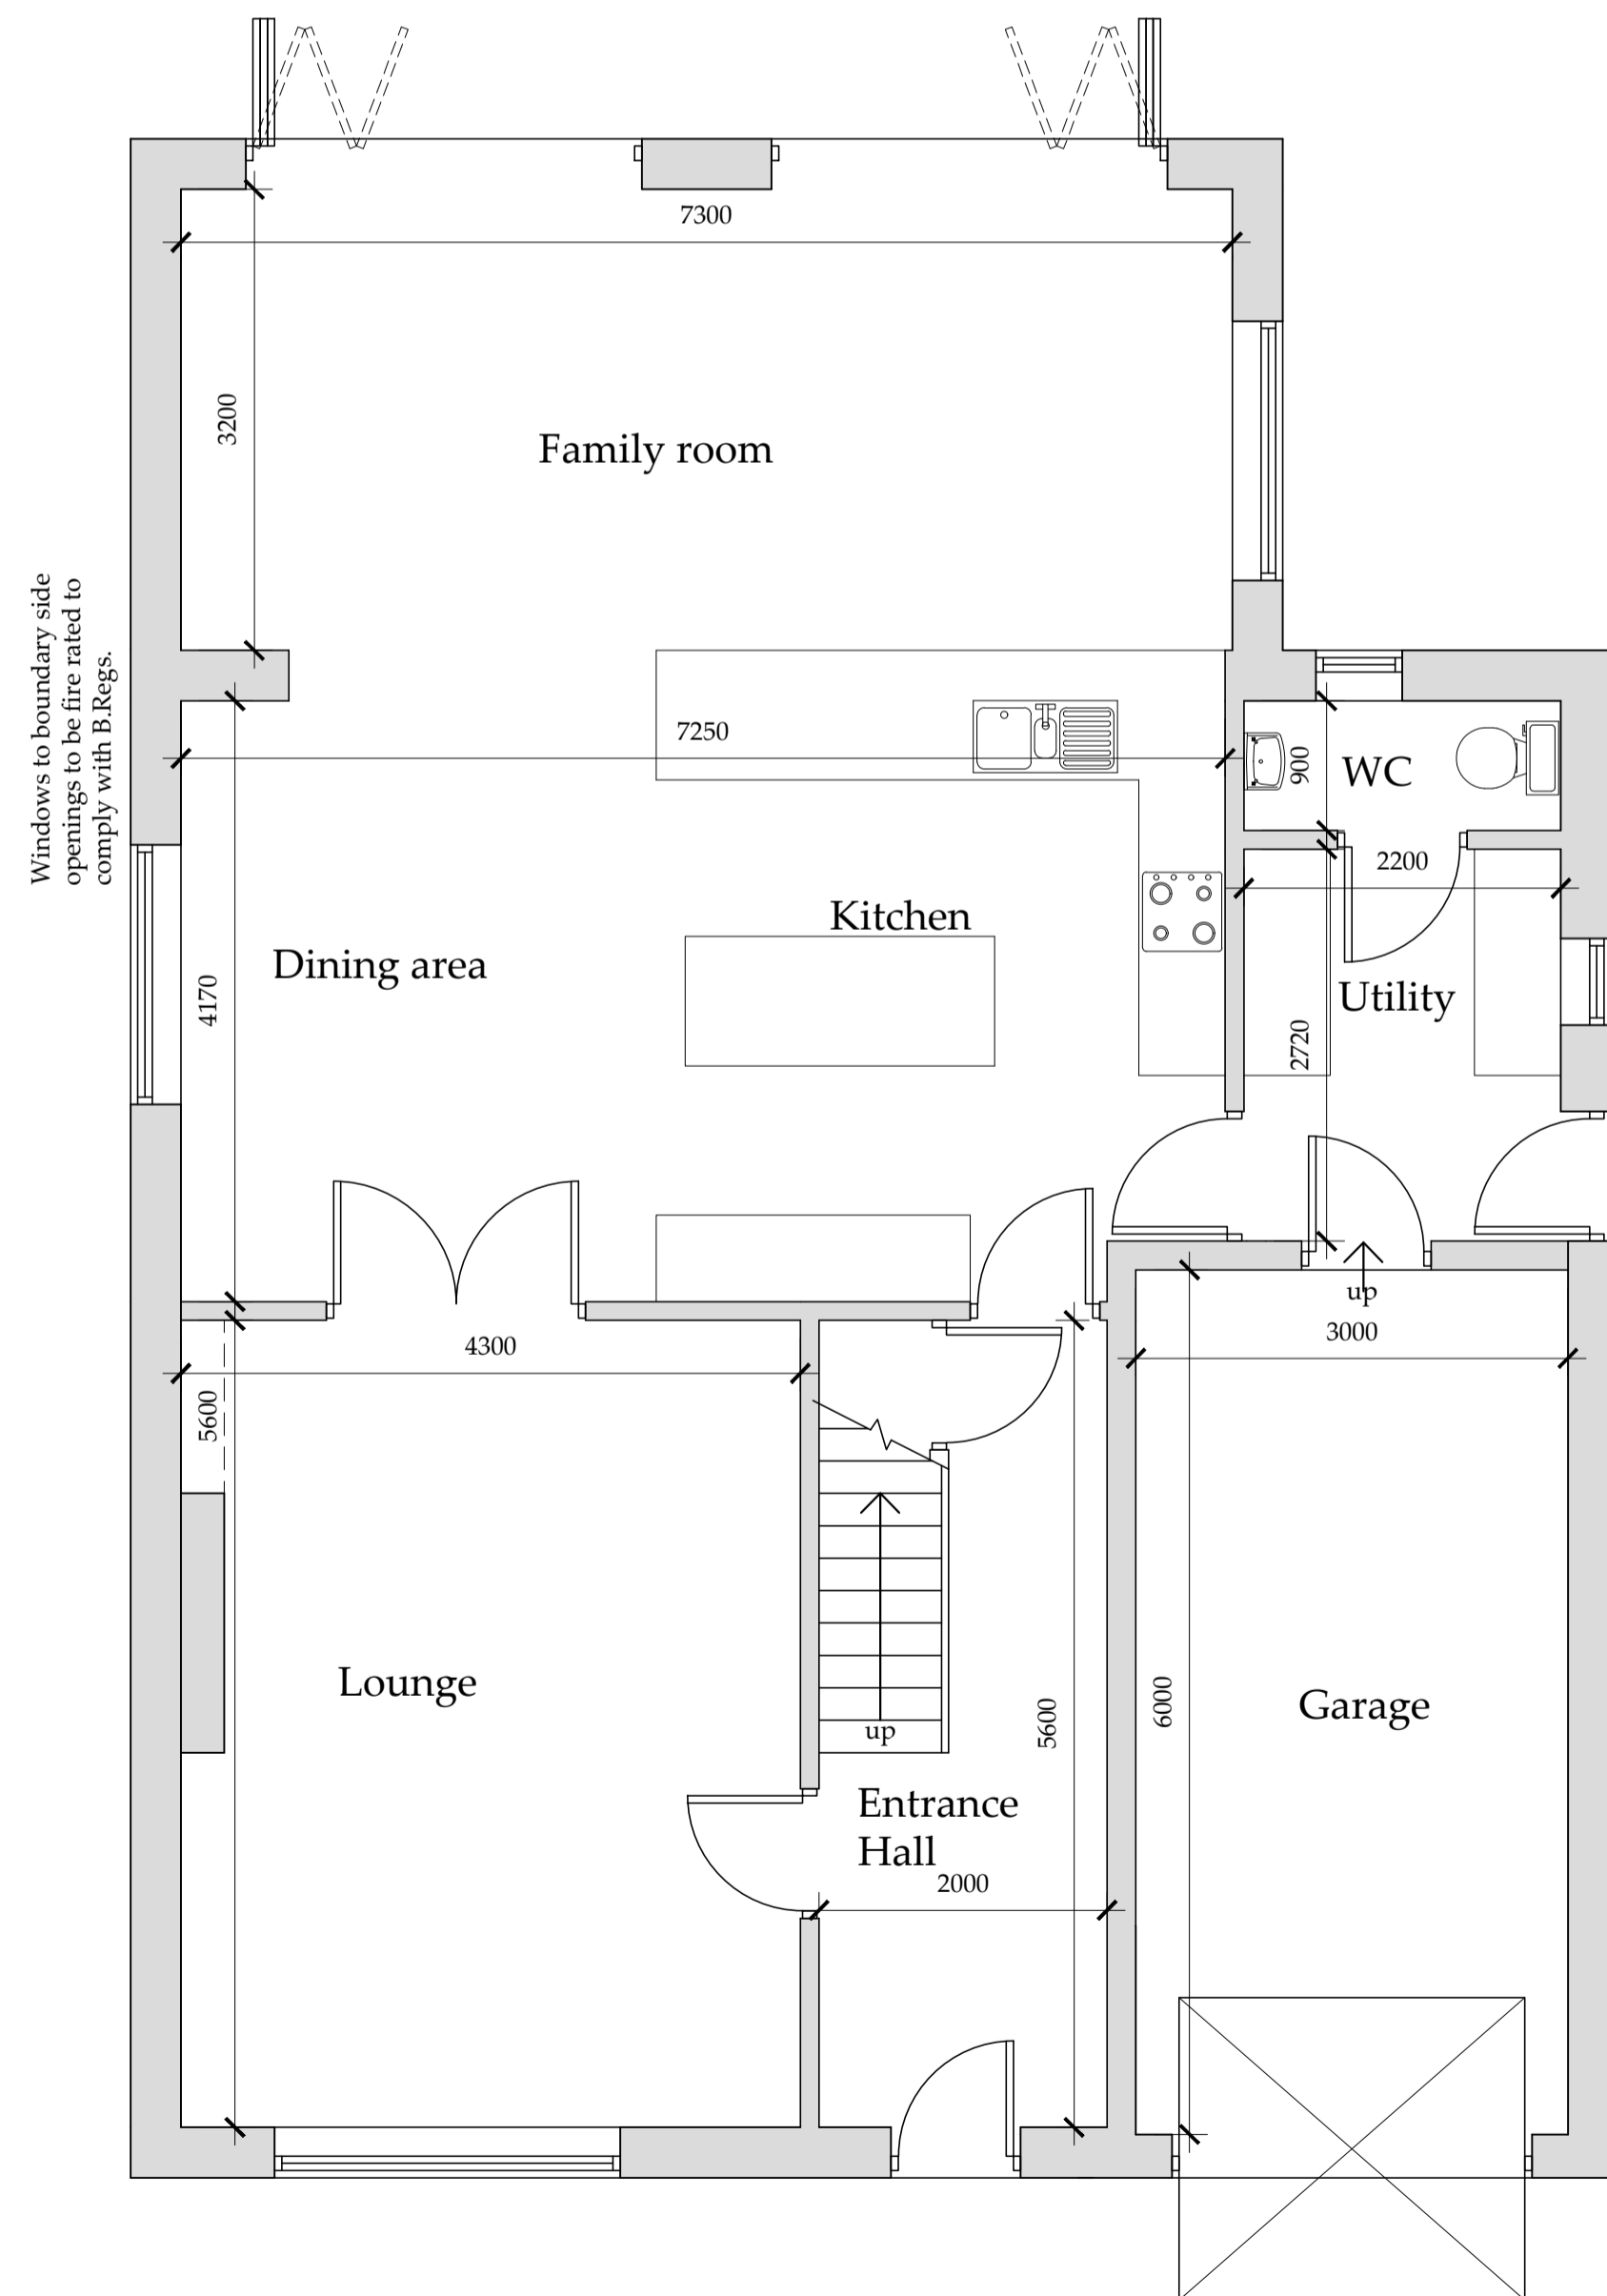 7300
3200
Family room
Windows to boundary side
openings to be fire rated to
comply with B.Regs.
7250
900
WC
2200
Kitchen
Dining area
4170
Utility
2720
up
3000
4300
5600
Lounge
up
5600
6000
Garage
Entrance
Hall
2000